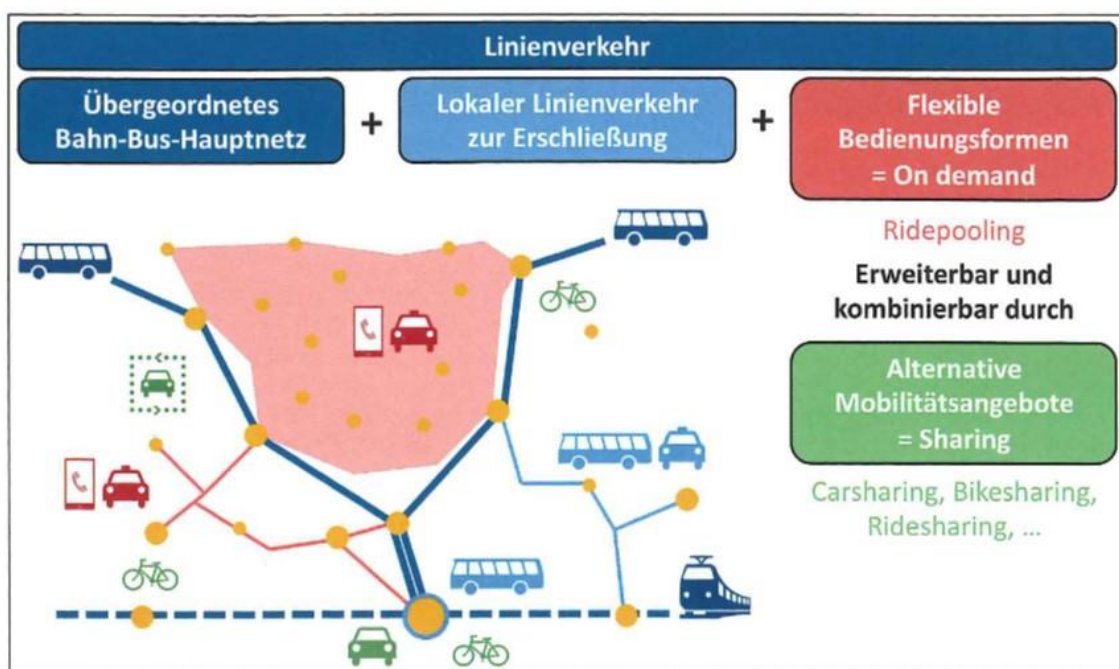 Linienverkehr
Übergeordnetes
Bahn-Bus-Hauptnetz
+
Lokaler Linienverkehr
zur Erschließung
+
Flexible
Bedienungsformen
= On demand
Ridepooling
Erweiterbar und
kombinierbar durch
Alternative
Mobilitätsangebote
= Sharing
Carsharing, Bikesharing,
Ridesharing, ...